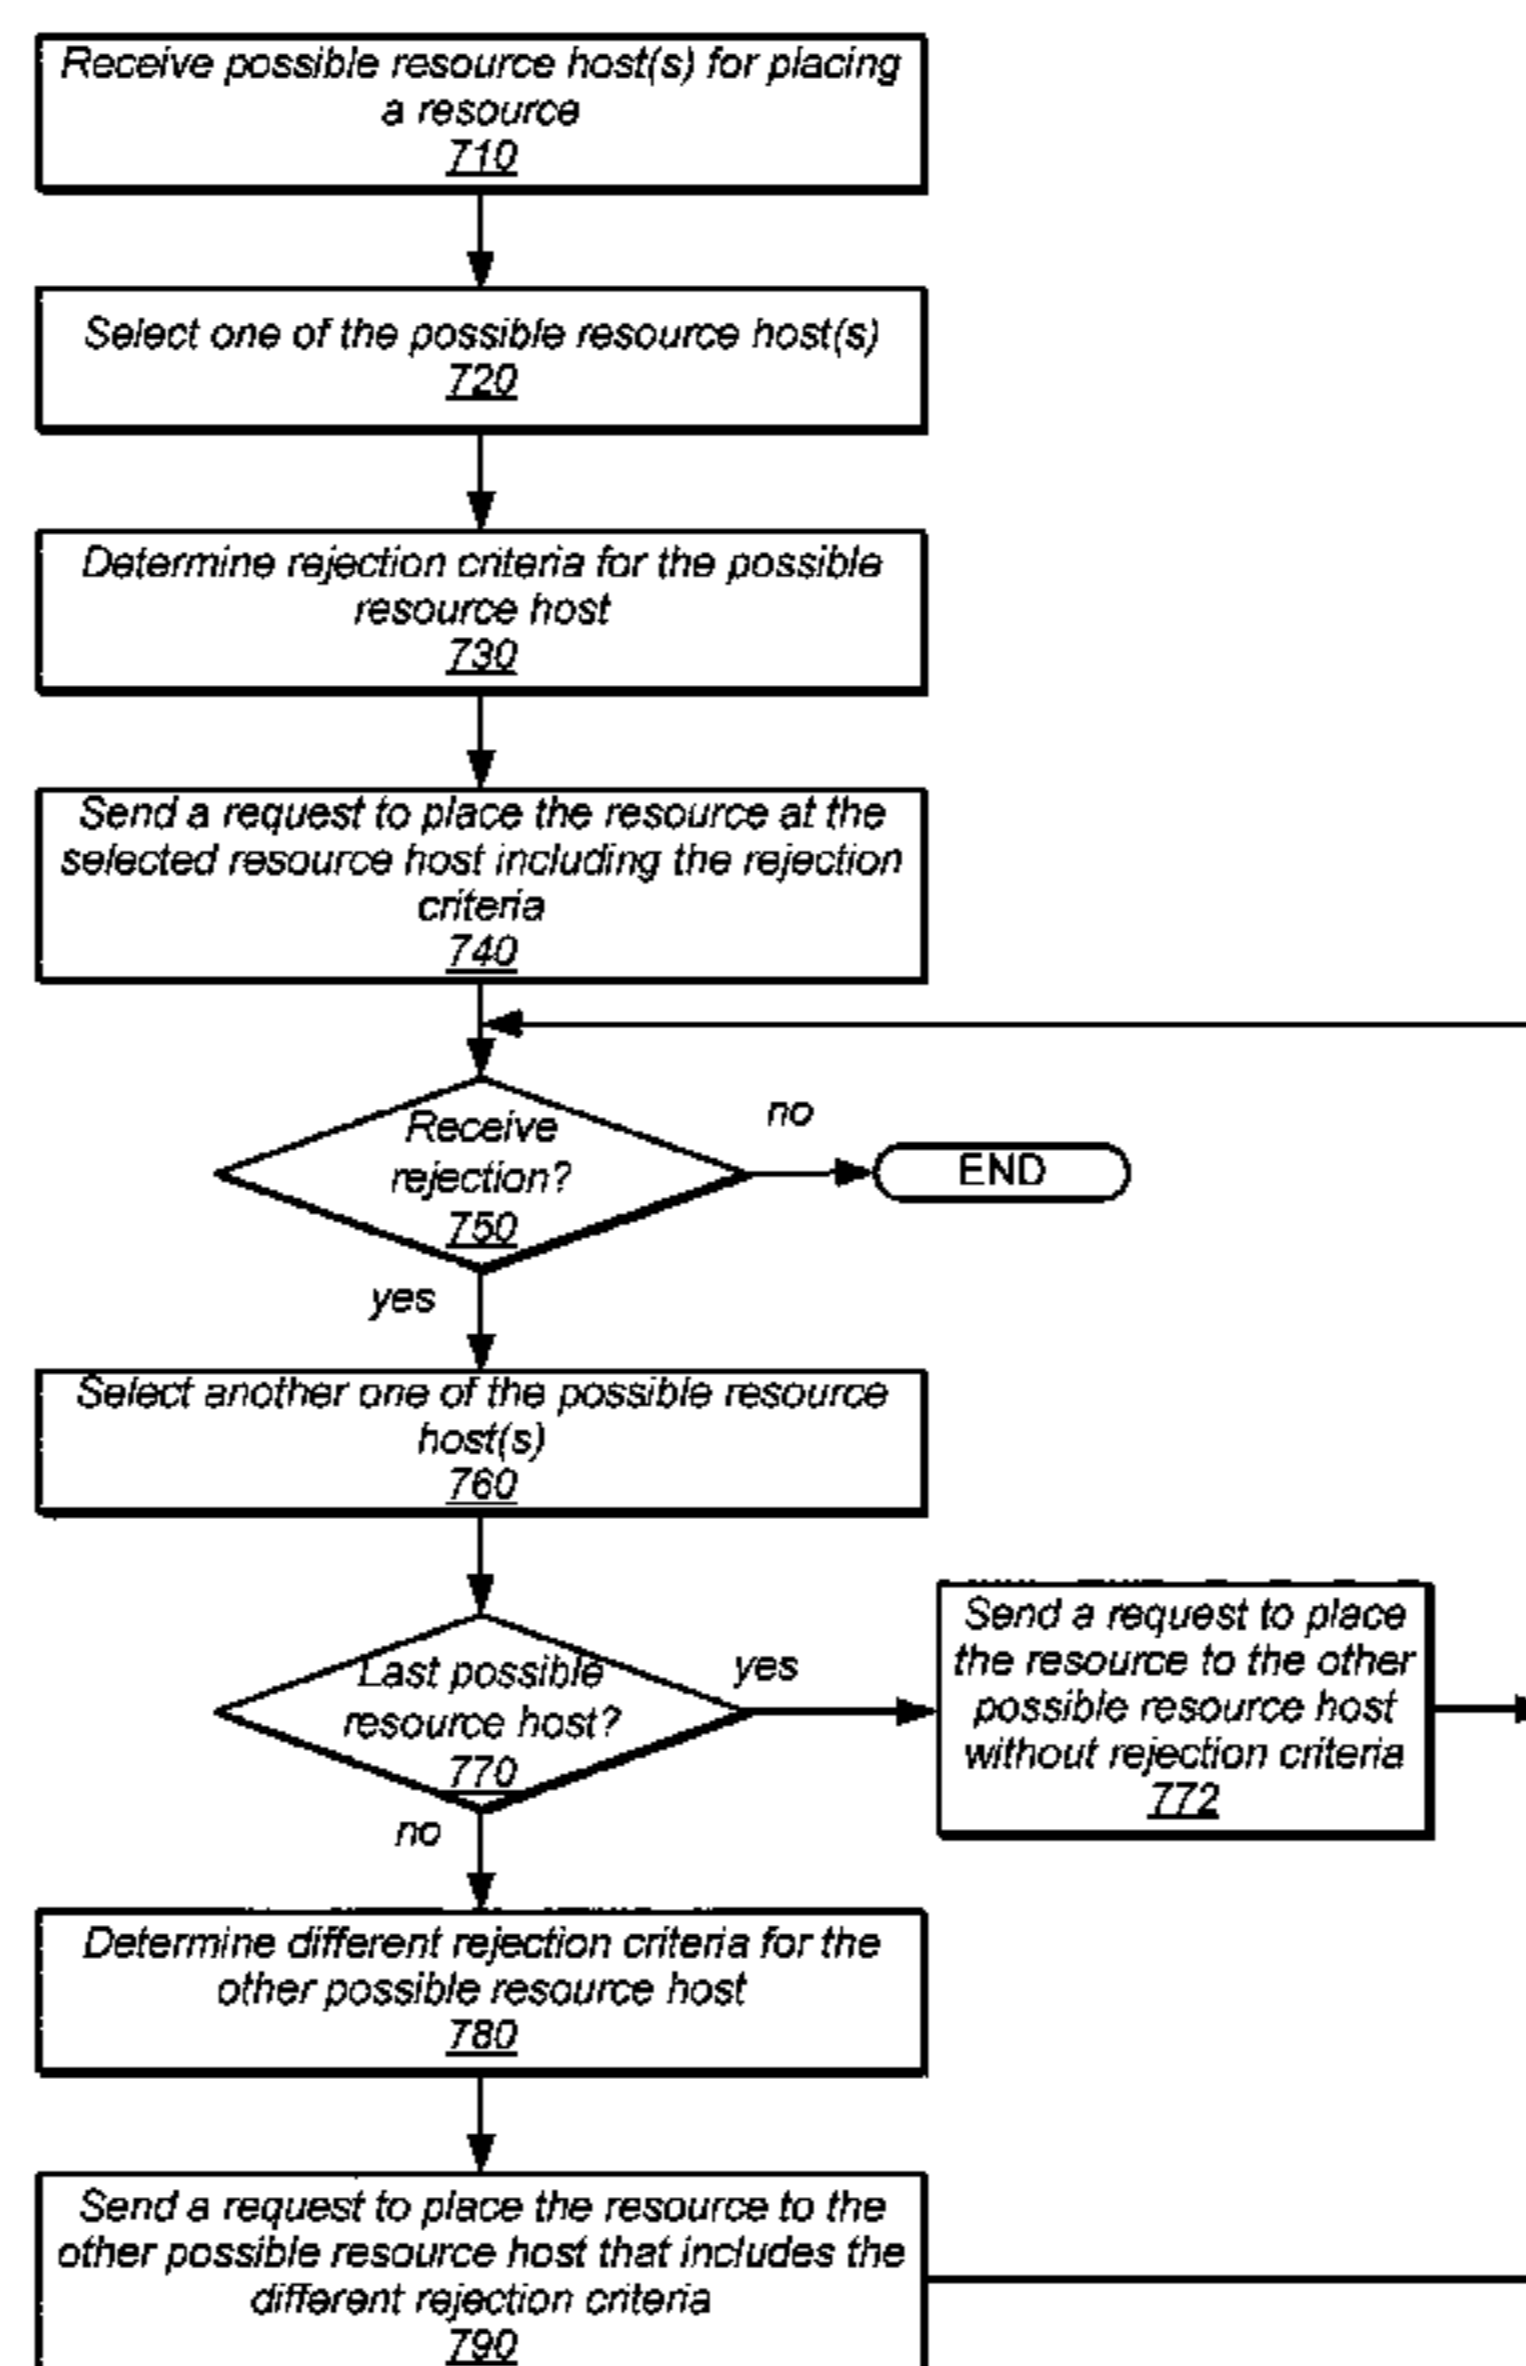 Receive possible resource host(s) for placing
a resource
710
Select one of the possible resource host(s)
720
Determine rejection criteria for the possible
resource host
730
Send a request to place the resource at the
selected resource host including the rejection
criteria
740
Receive
rejection?
750
no
END
yes
Select another one of the possible resource
host(s)
760
Last possible
resource host?
770
yes
Send a request to place
the resource to the other
possible resource host
without rejection criteria
772
no
Determine different rejection criteria for the
other possible resource host
780
Send a request to place the resource to the
other possible resource host that includes the
different rejection criteria
790